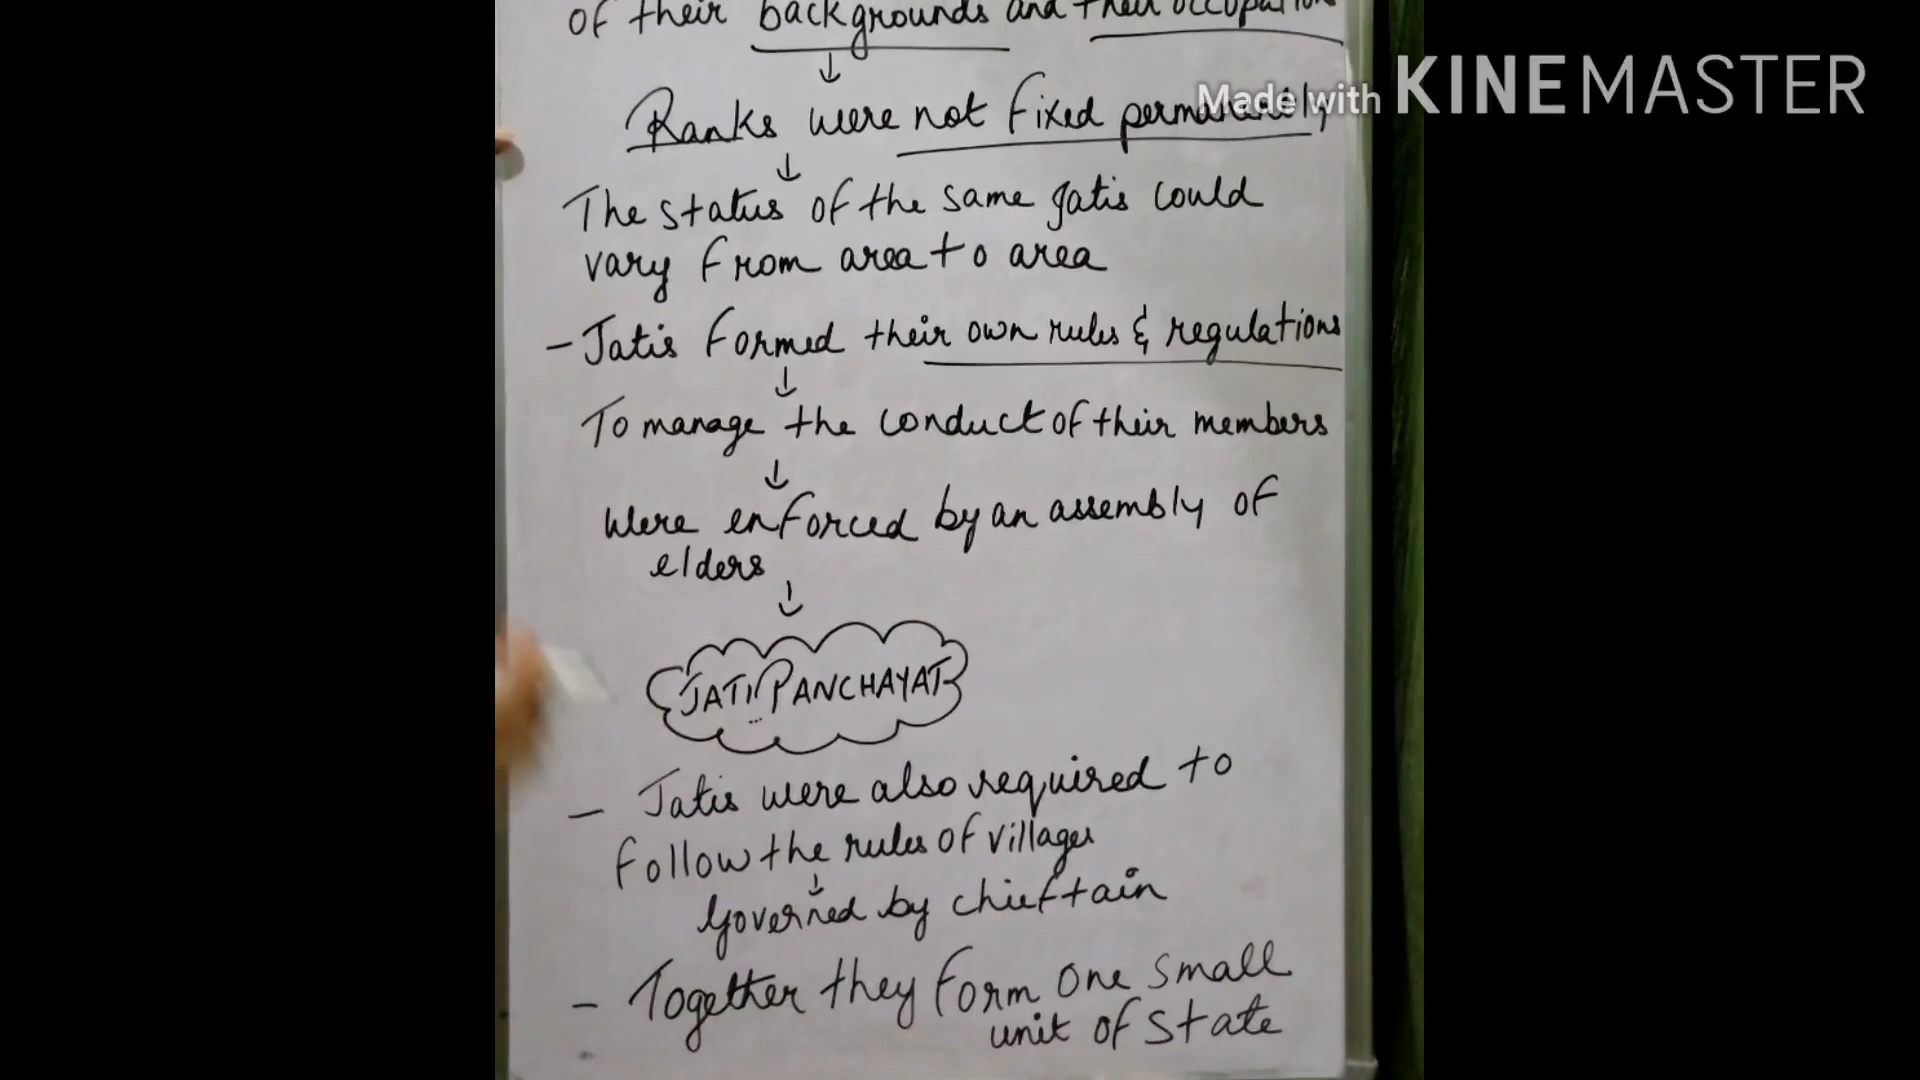 of their backgrounds and their occupation
Ranks were not fixed permanently
Made with KINEMASTER
The status of the same Jatis could
vary from area to area
- Jatis formed their own rules & regulations
To manage the conduct of their members
were enforced by an assembly of
elders
JATI PANCHAYAT
- Jatis were also required to
follow the rules of villages
Governed by chieftain
- Together they form one small
unit of state